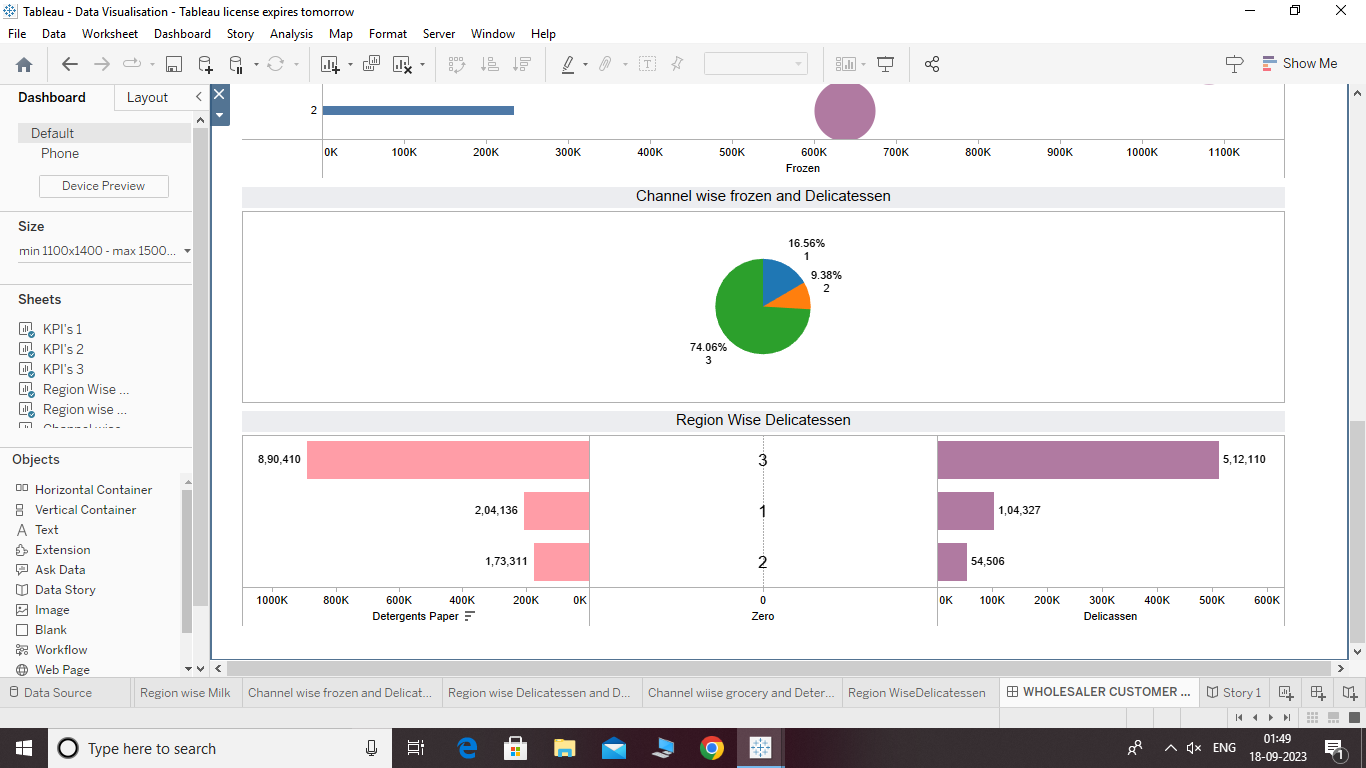 Tableau - Data Visualisation - Tableau license expires tomorrow
File Data Worksheet Dashboard Story Analysis Map Format Server Window Help
Show Me
Dashboard Layout
Default
Phone
Device Preview
Size
min 1100x1400 - max 1500...
Sheets
KPI's 1
KPI's 2
KPI's 3
Region Wise ...
Region wise ...
Objects
Horizontal Container
Vertical Container
Text
Extension
Ask Data
Data Story
Image
Blank
Workflow
Web Page
2
0K 100K 200K 300K 400K 500K 600K 700K 800K 900K 1000K 1100K
Frozen
Channel wise frozen and Delicatessen
16.56%
1
9.38%
2
74.06%
3
Region Wise Delicatessen
8,90,410 3 5,12,110
2,04,136 1 1,04,327
1,73,311 2 54,506
1000K 800K 600K 400K 200K 0K 0 0K 100K 200K 300K 400K 500K 600K
Detergents Paper Zero Delicassen
Data Source Region wise Milk Channel wise frozen and Delicat... Region wise Delicatessen and D... Channel wiise grocery and Deter... Region WiseDelicatessen WHOLESALER CUSTOMER ... Story 1
Type here to search
ENG
01:49
18-09-2023
1